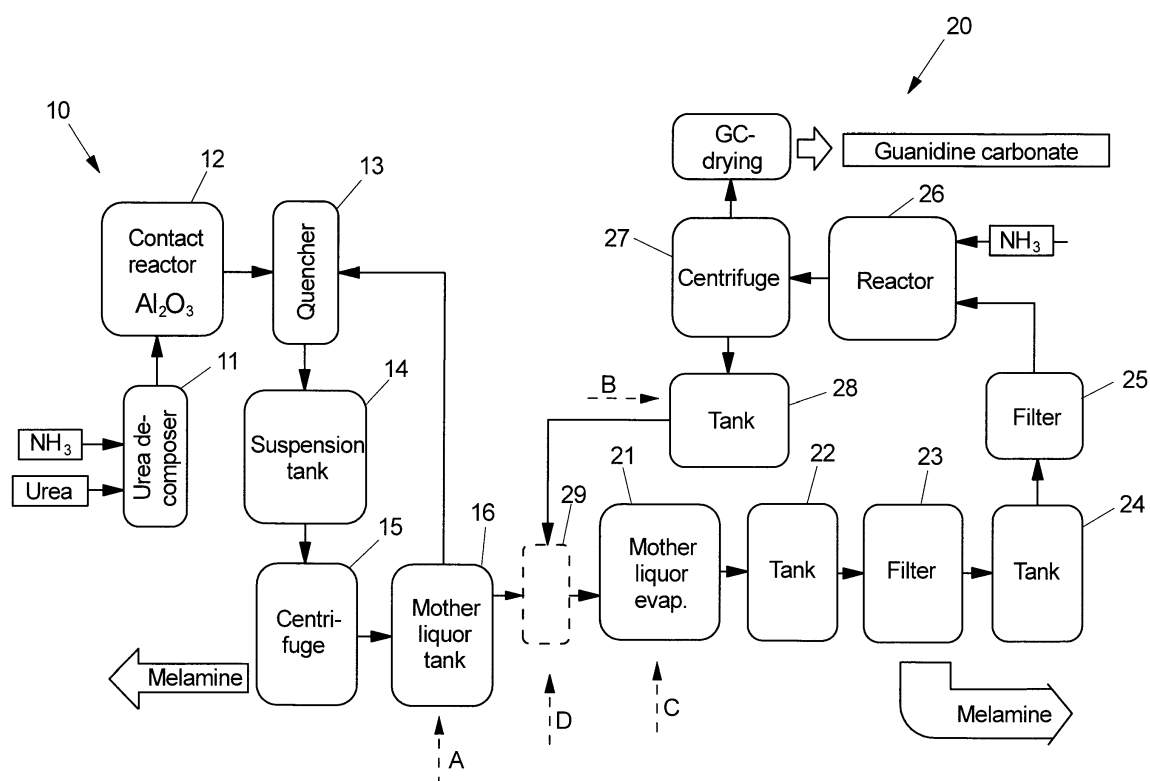 20
10
GC-
drying
Guanidine carbonate
12
13
26
27
Contact
reactor
Al₂O₃
Quencher
Centrifuge
Reactor
NH₃
11
14
B
28
25
Tank
Filter
NH₃
Urea
Urea de-
composer
Suspension
tank
21
22
23
24
29
15
16
Mother
liquor
evap.
Tank
Filter
Tank
Centri-
fuge
Mother
liquor
tank
Melamine
D
C
Melamine
A